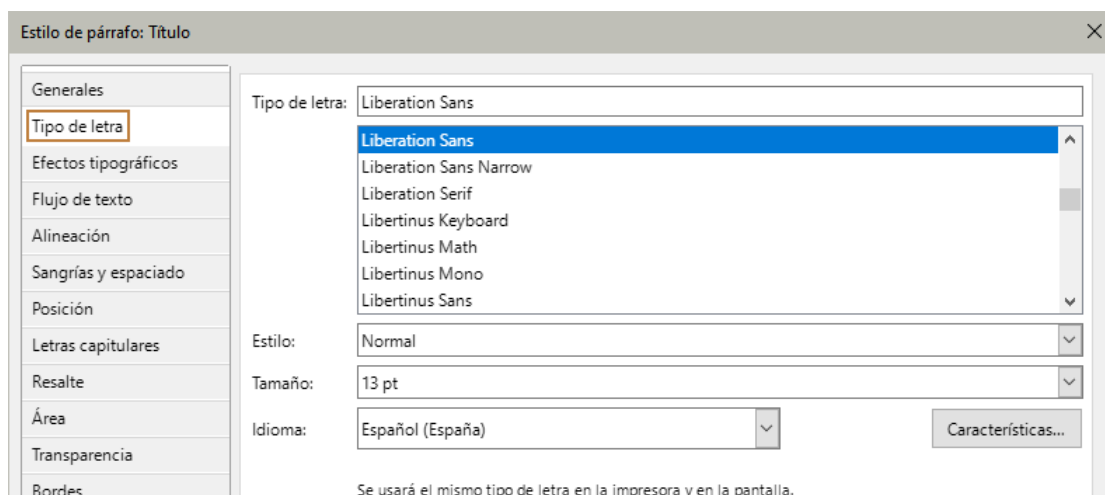 Estilo de párrafo: Título
Generales
Tipo de letra
Efectos tipográficos
Flujo de texto
Alineación
Sangrías y espaciado
Posición
Letras capitulares
Resalte
Área
Transparencia
Bordes
Tipo de letra: Liberation Sans
Liberation Sans
Liberation Sans Narrow
Liberation Serif
Libertinus Keyboard
Libertinus Math
Libertinus Mono
Libertinus Sans
Estilo: Normal
Tamaño: 13 pt
Idioma: Español (España) Características...
Se usará el mismo tipo de letra en la impresora y en la pantalla.